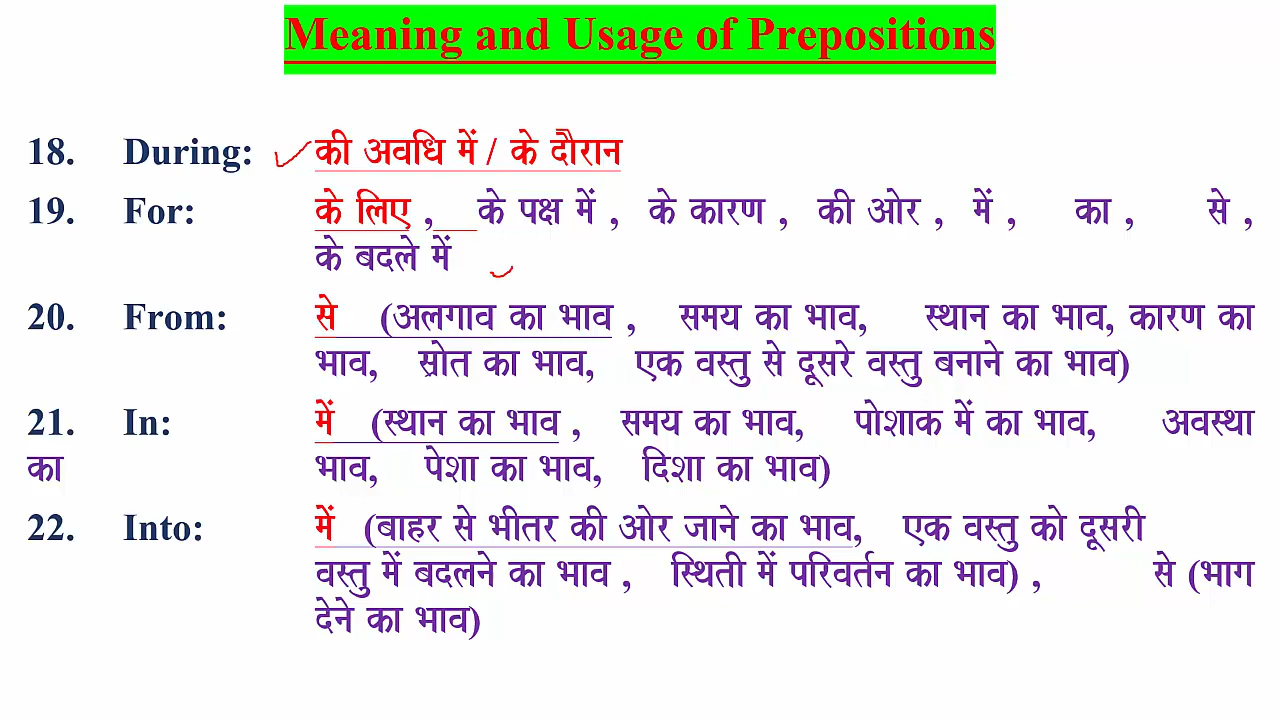 Meaning and Usage of Prepositions
18. During: की अवधि में / के दौरान
19. For: के लिए , के पक्ष में , के कारण , की ओर , में , का , से ,
के बदले में
20. From: से (अलगाव का भाव , समय का भाव, स्थान का भाव, कारण का
भाव, स्रोत का भाव, एक वस्तु से दूसरे वस्तु बनाने का भाव)
21. In: में (स्थान का भाव , समय का भाव, पोशाक में का भाव, अवस्था
का भाव, पेशा का भाव, दिशा का भाव)
22. Into: में (बाहर से भीतर की ओर जाने का भाव, एक वस्तु को दूसरी
वस्तु में बदलने का भाव , स्थिती में परिवर्तन का भाव) , से (भाग
देने का भाव)